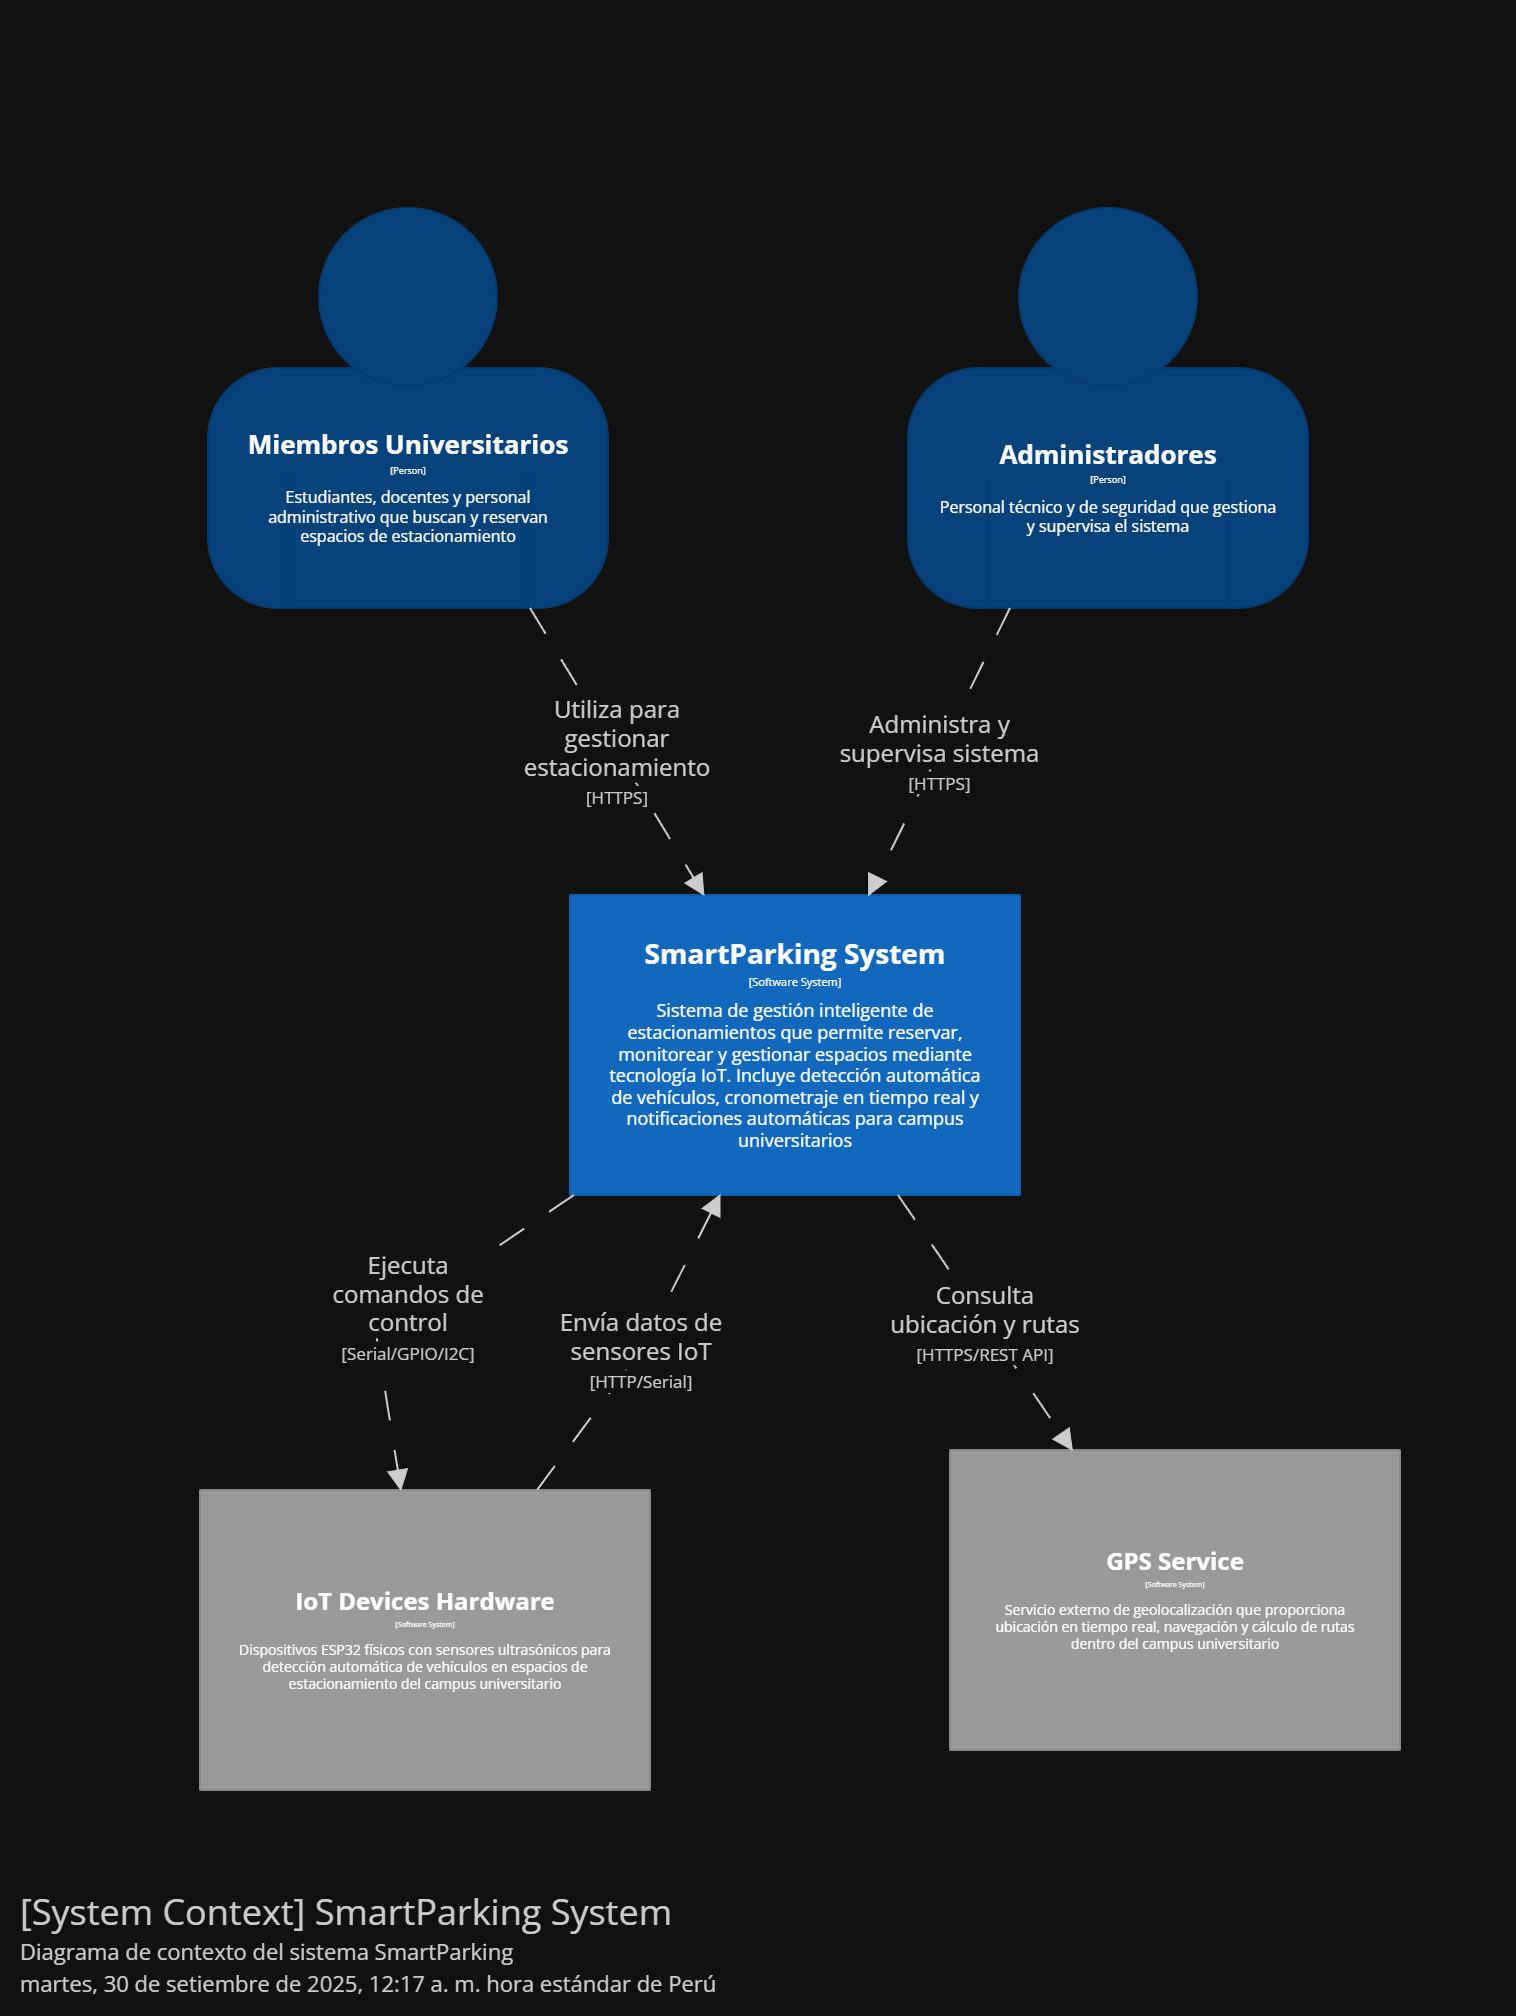 Miembros Universitarios
[Person]
Estudiantes, docentes y personal
administrativo que buscan y reservan
espacios de estacionamiento
Administradores
[Person]
Personal técnico y de seguridad que gestiona
y supervisa el sistema
Utiliza para
gestionar
estacionamiento
[HTTPS]
Administra y
supervisa sistema
[HTTPS]
SmartParking System
[Software System]
Sistema de gestión inteligente de
estacionamientos que permite reservar,
monitorear y gestionar espacios mediante
tecnología IoT. Incluye detección automática
de vehículos, cronometraje en tiempo real y
notificaciones automáticas para campus
universitarios
Ejecuta
comandos de
control
[Serial/GPIO/I2C]
Envía datos de
sensores IoT
[HTTP/Serial]
Consulta
ubicación y rutas
[HTTPS/REST API]
IoT Devices Hardware
[Software System]
Dispositivos ESP32 físicos con sensores ultrasónicos para
detección automática de vehículos en espacios de
estacionamiento del campus universitario
GPS Service
[Software System]
Servicio externo de geolocalización que proporciona
ubicación en tiempo real, navegación y cálculo de rutas
dentro del campus universitario
[System Context] SmartParking System
Diagrama de contexto del sistema SmartParking
martes, 30 de setiembre de 2025, 12:17 a. m. hora estándar de Perú